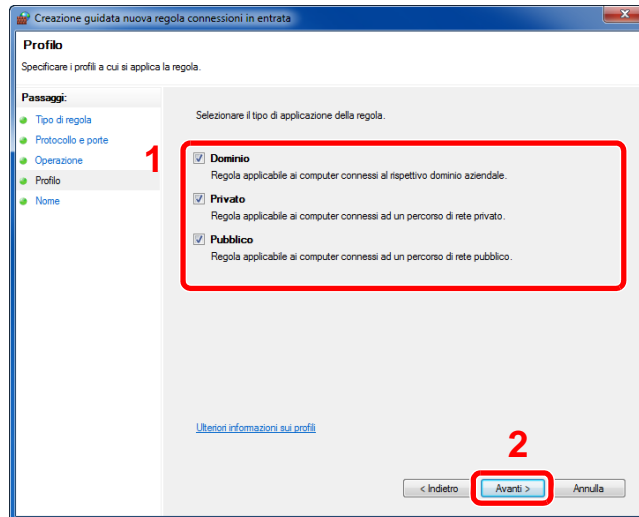 Creazione guidata nuova regola connessioni in entrata
Profilo
Specificare i profili a cui si applica la regola.
Passaggi:
Tipo di regola
Protocollo e porte
Operazione
Profilo
Nome
Selezionare il tipo di applicazione della regola.
1
Dominio
Regola applicabile ai computer connessi al rispettivo dominio aziendale.
Privato
Regola applicabile ai computer connessi ad un percorso di rete privato.
Pubblico
Regola applicabile ai computer connessi ad un percorso di rete pubblico.
Ulteriori informazioni sui profili
2
< Indietro Avanti > Annulla